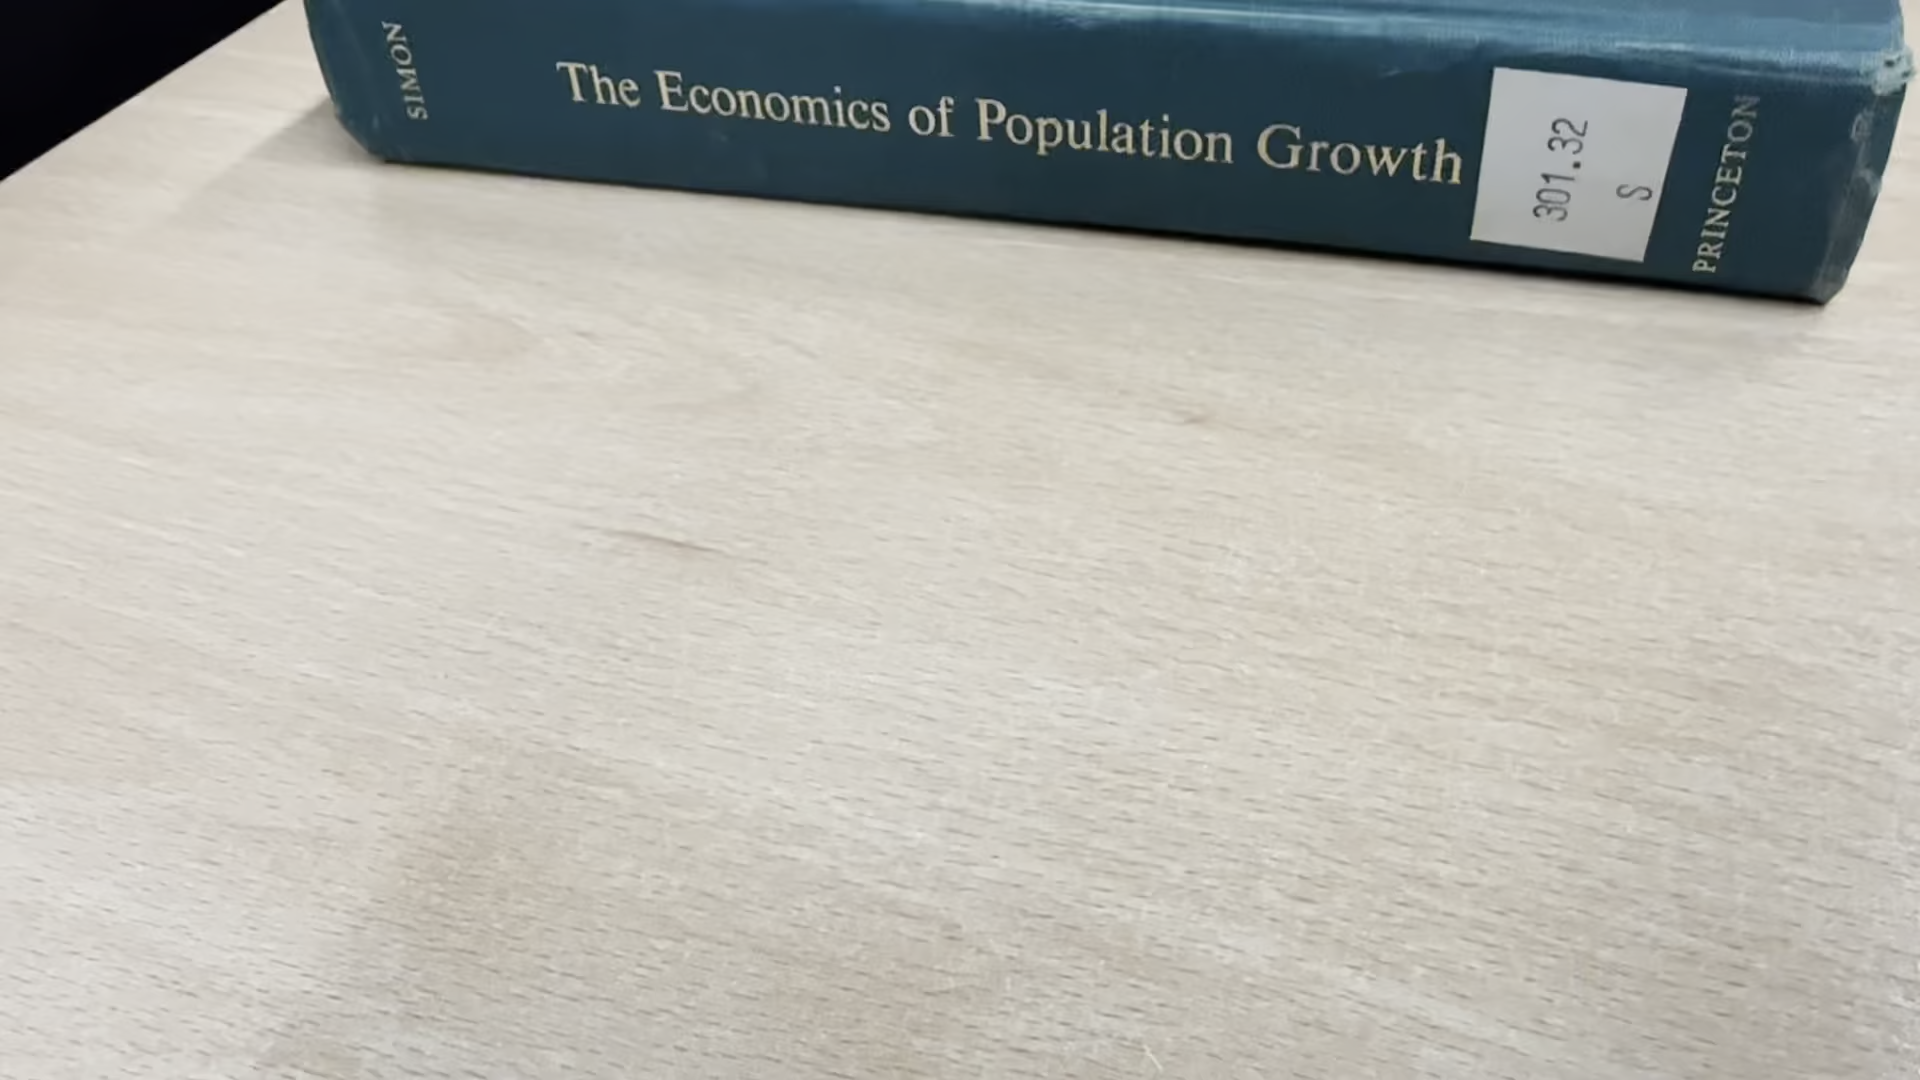 SIMON
The Economics of Population Growth
301.32
S
PRINCETON